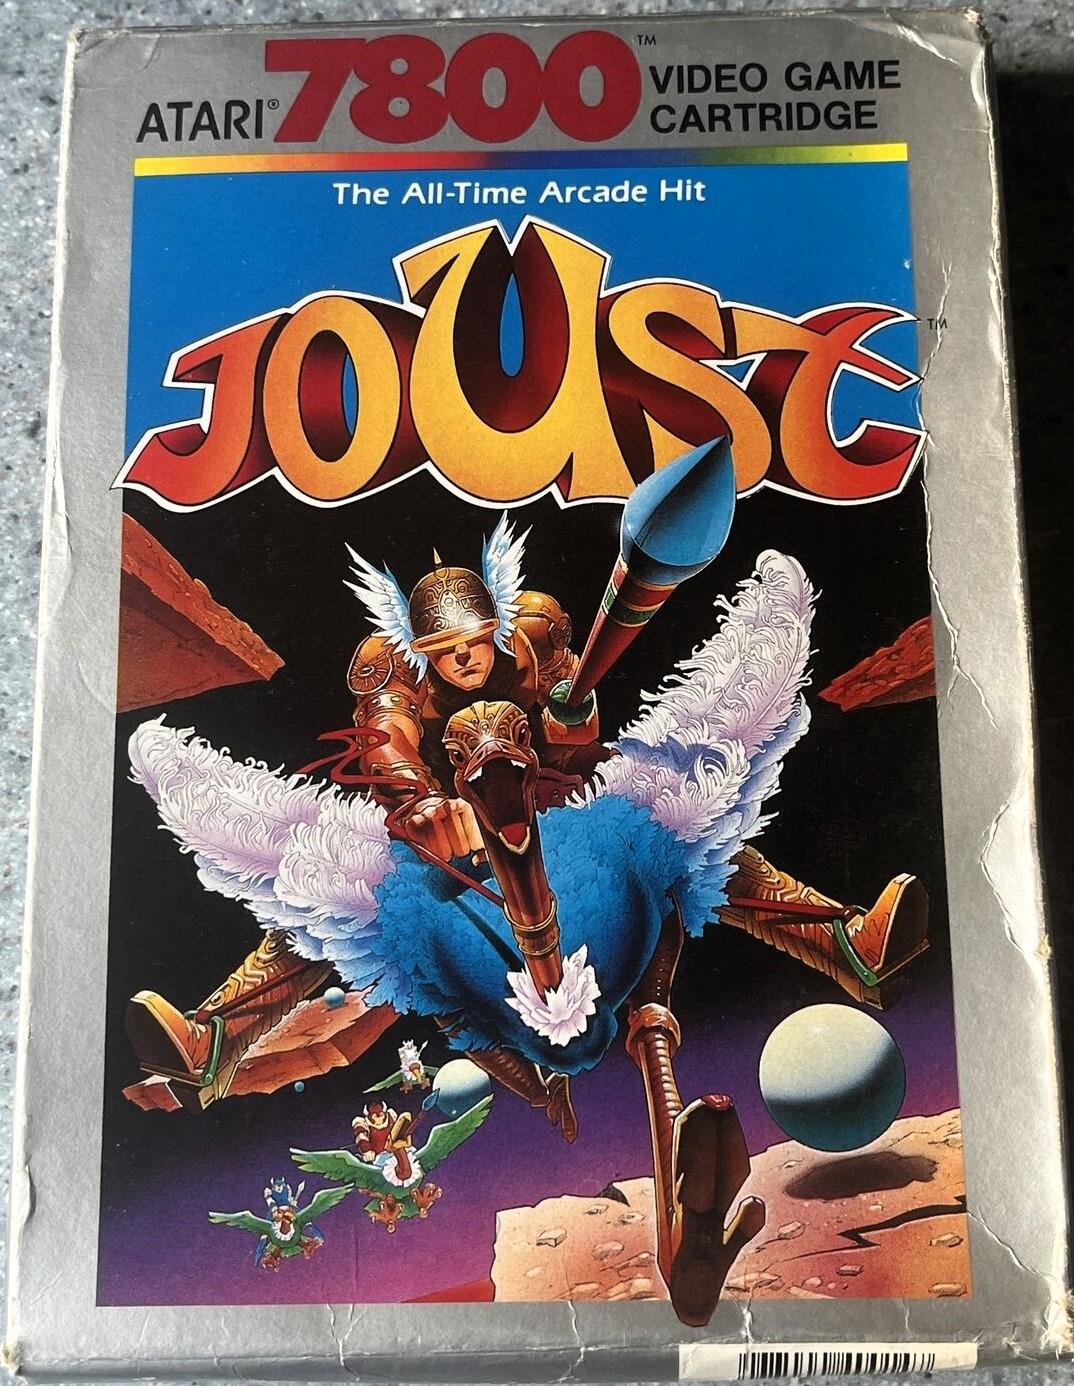 ATARI® 7800™ VIDEO GAME
CARTRIDGE
The All-Time Arcade Hit
JOUST™